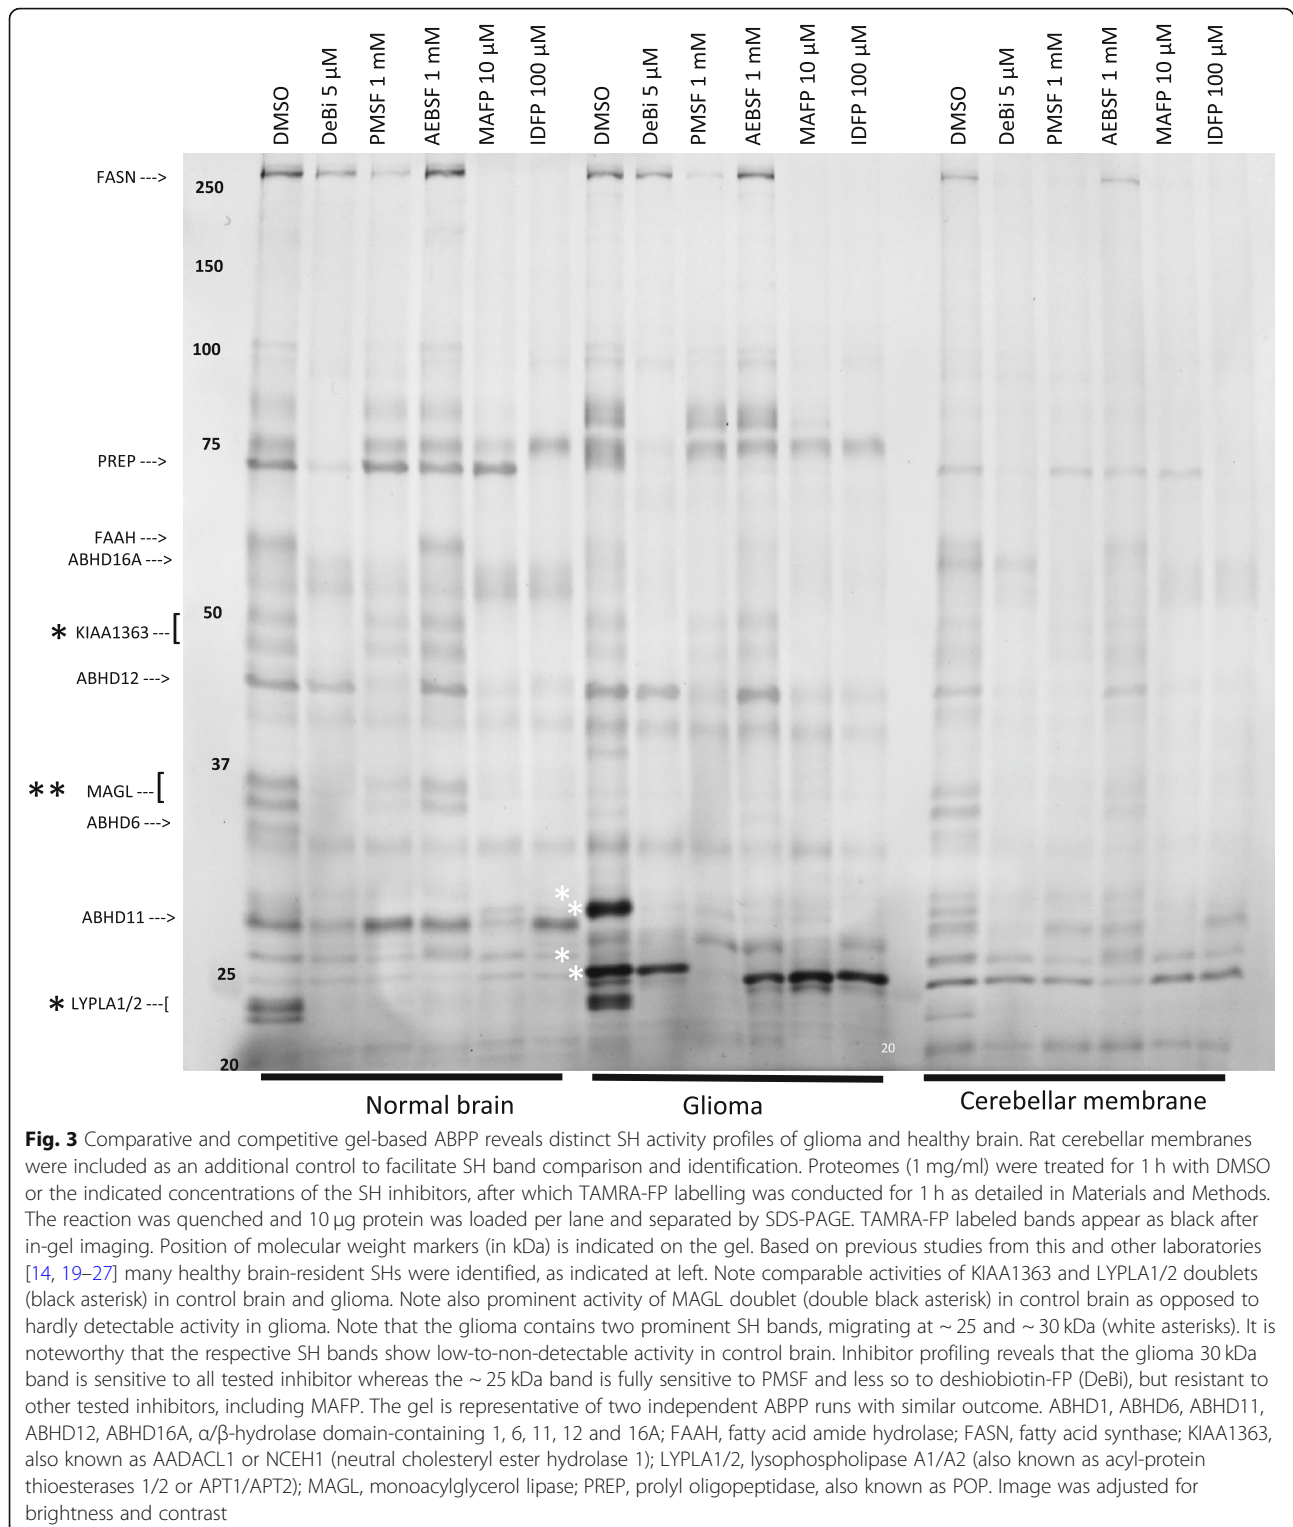 DMSO
DeBi 5 µM
PMSF 1 mM
AEBSF 1 mM
MAFP 10 µM
IDFP 100 µM
DMSO
DeBi 5 µM
PMSF 1 mM
AEBSF 1 mM
MAFP 10 µM
IDFP 100 µM
DMSO
DeBi 5 µM
PMSF 1 mM
AEBSF 1 mM
MAFP 10 µM
IDFP 100 µM
FASN --->
250
150
100
75
PREP --->
FAAH --->
ABHD16A --->
50
* KIAA1363 --- [
ABHD12 --->
37
** MAGL --- [
ABHD6 --->
*
*
ABHD11 --->
*
*
25
* LYPLA1/2 ---[
20
20
Normal brain
Glioma
Cerebellar membrane
Fig. 3 Comparative and competitive gel-based ABPP reveals distinct SH activity profiles of glioma and healthy brain. Rat cerebellar membranes
were included as an additional control to facilitate SH band comparison and identification. Proteomes (1 mg/ml) were treated for 1 h with DMSO
or the indicated concentrations of the SH inhibitors, after which TAMRA-FP labelling was conducted for 1 h as detailed in Materials and Methods.
The reaction was quenched and 10 µg protein was loaded per lane and separated by SDS-PAGE. TAMRA-FP labeled bands appear as black after
in-gel imaging. Position of molecular weight markers (in kDa) is indicated on the gel. Based on previous studies from this and other laboratories
[14, 19–27] many healthy brain-resident SHs were identified, as indicated at left. Note comparable activities of KIAA1363 and LYPLA1/2 doublets
(black asterisk) in control brain and glioma. Note also prominent activity of MAGL doublet (double black asterisk) in control brain as opposed to
hardly detectable activity in glioma. Note that the glioma contains two prominent SH bands, migrating at ~ 25 and ~ 30 kDa (white asterisks). It is
noteworthy that the respective SH bands show low-to-non-detectable activity in control brain. Inhibitor profiling reveals that the glioma 30 kDa
band is sensitive to all tested inhibitor whereas the ~ 25 kDa band is fully sensitive to PMSF and less so to deshiobiotin-FP (DeBi), but resistant to
other tested inhibitors, including MAFP. The gel is representative of two independent ABPP runs with similar outcome. ABHD1, ABHD6, ABHD11,
ABHD12, ABHD16A, α/β-hydrolase domain-containing 1, 6, 11, 12 and 16A; FAAH, fatty acid amide hydrolase; FASN, fatty acid synthase; KIAA1363,
also known as AADACL1 or NCEH1 (neutral cholesteryl ester hydrolase 1); LYPLA1/2, lysophospholipase A1/A2 (also known as acyl-protein
thioesterases 1/2 or APT1/APT2); MAGL, monoacylglycerol lipase; PREP, prolyl oligopeptidase, also known as POP. Image was adjusted for
brightness and contrast